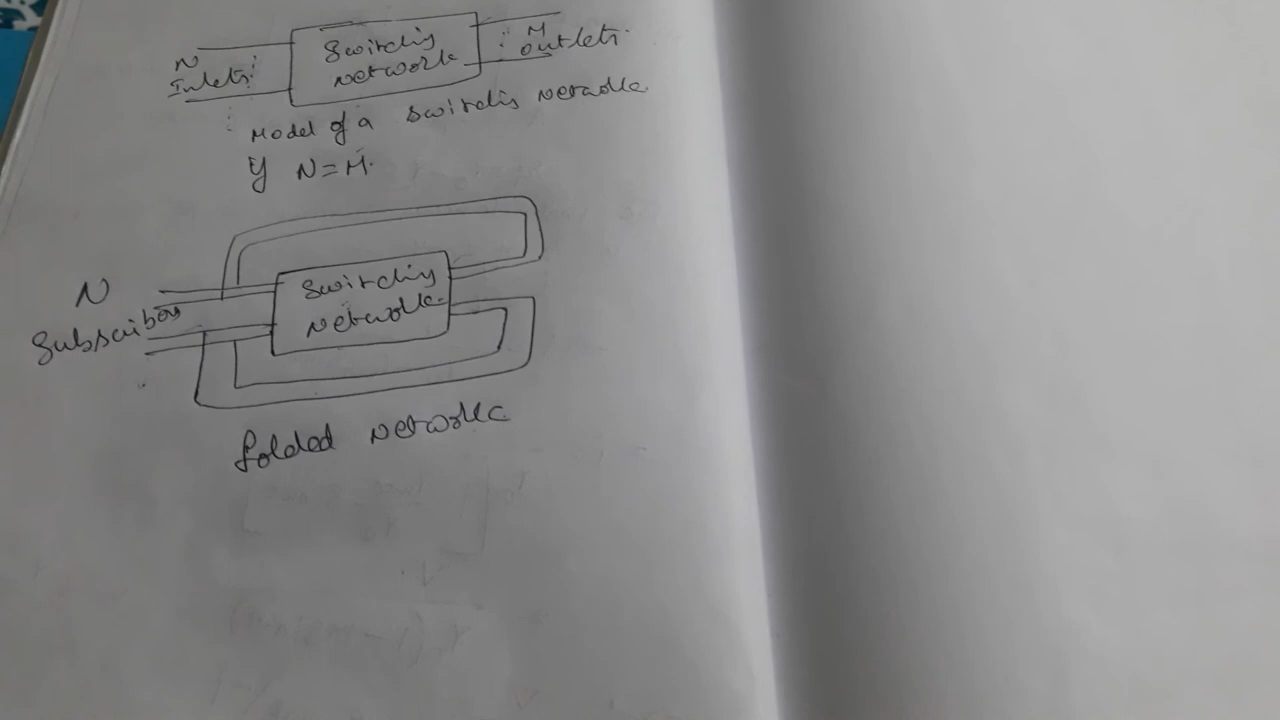 N
Inlets
Switching
Network
M
outlets
Model of a Switching Network
If N=M.
N
Subscribers
Switching
Network
folded Network